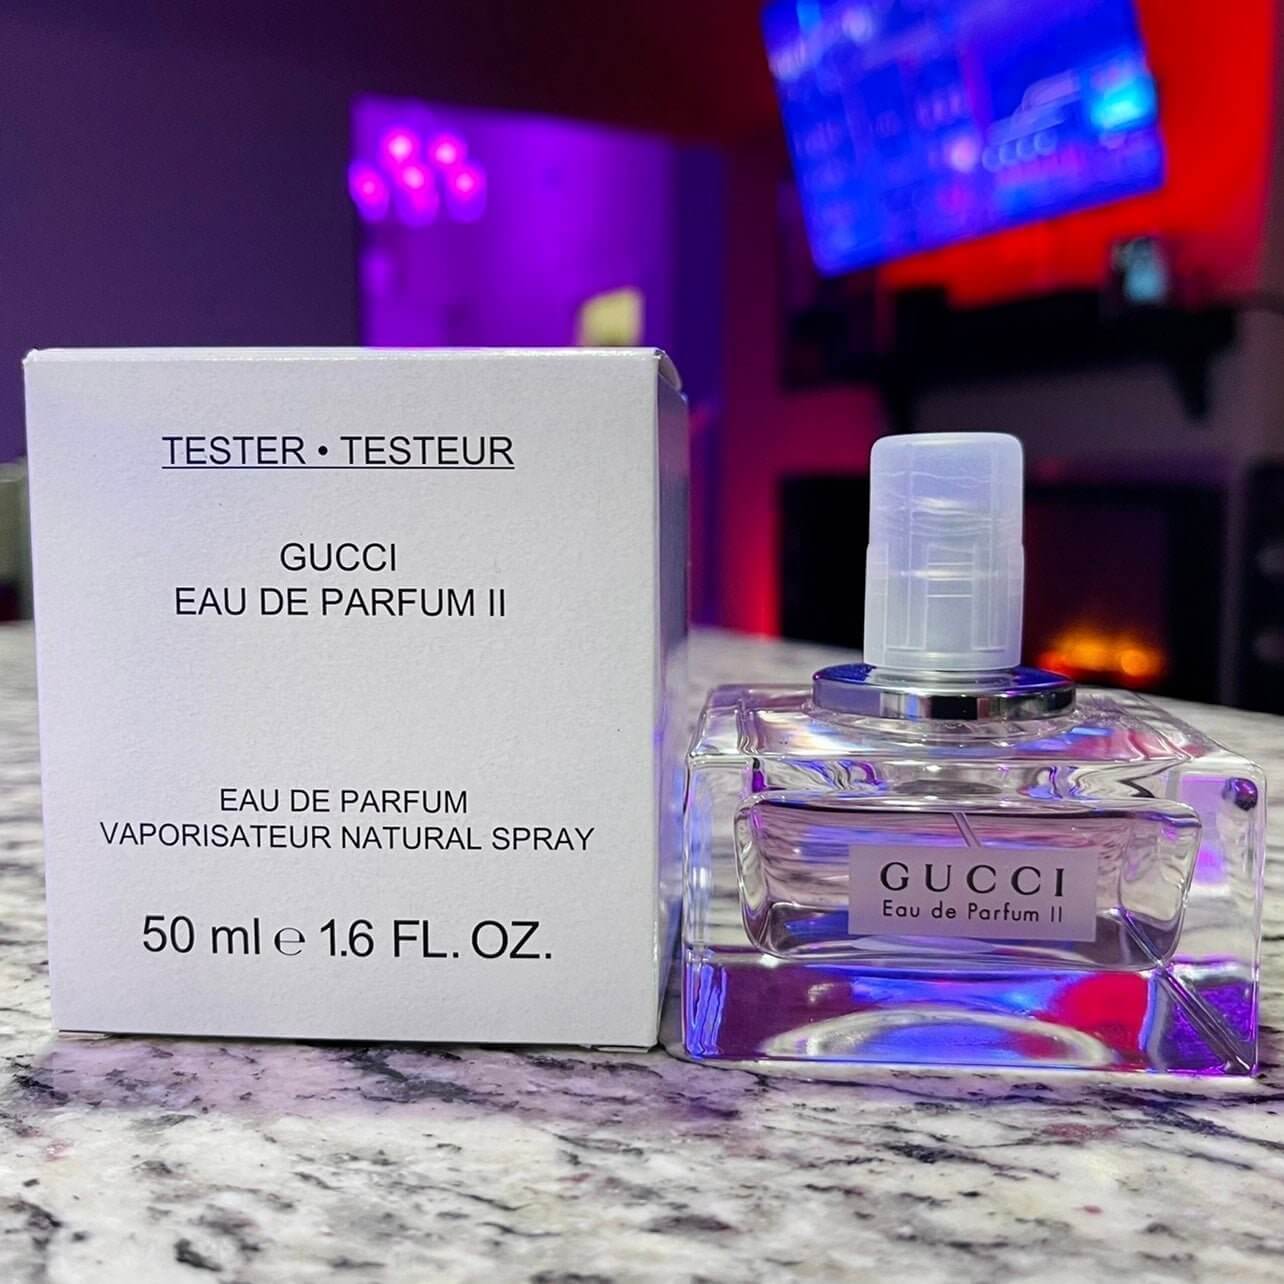 TESTER • TESTEUR
GUCCI
EAU DE PARFUM II
EAU DE PARFUM
VAPORISATEUR NATURAL SPRAY
50 ml ℮ 1.6 FL. OZ.
GUCCI
Eau de Parfum II